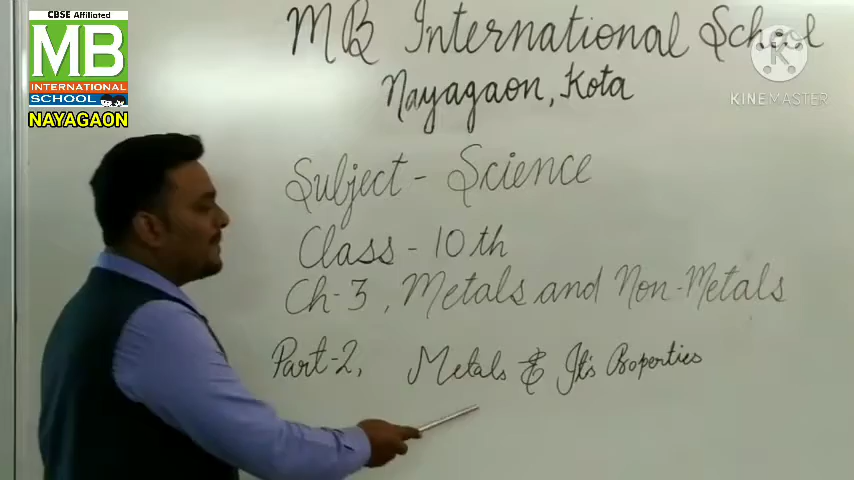 CBSE Affiliated
MB
INTERNATIONAL
SCHOOL
NAYAGAON
KINEMASTER
MB International School
Nayagaon, Kota
Subject - Science
Class - 10th
Ch-3, Metals and Non-Metals
Part-2, Metals & It's Properties